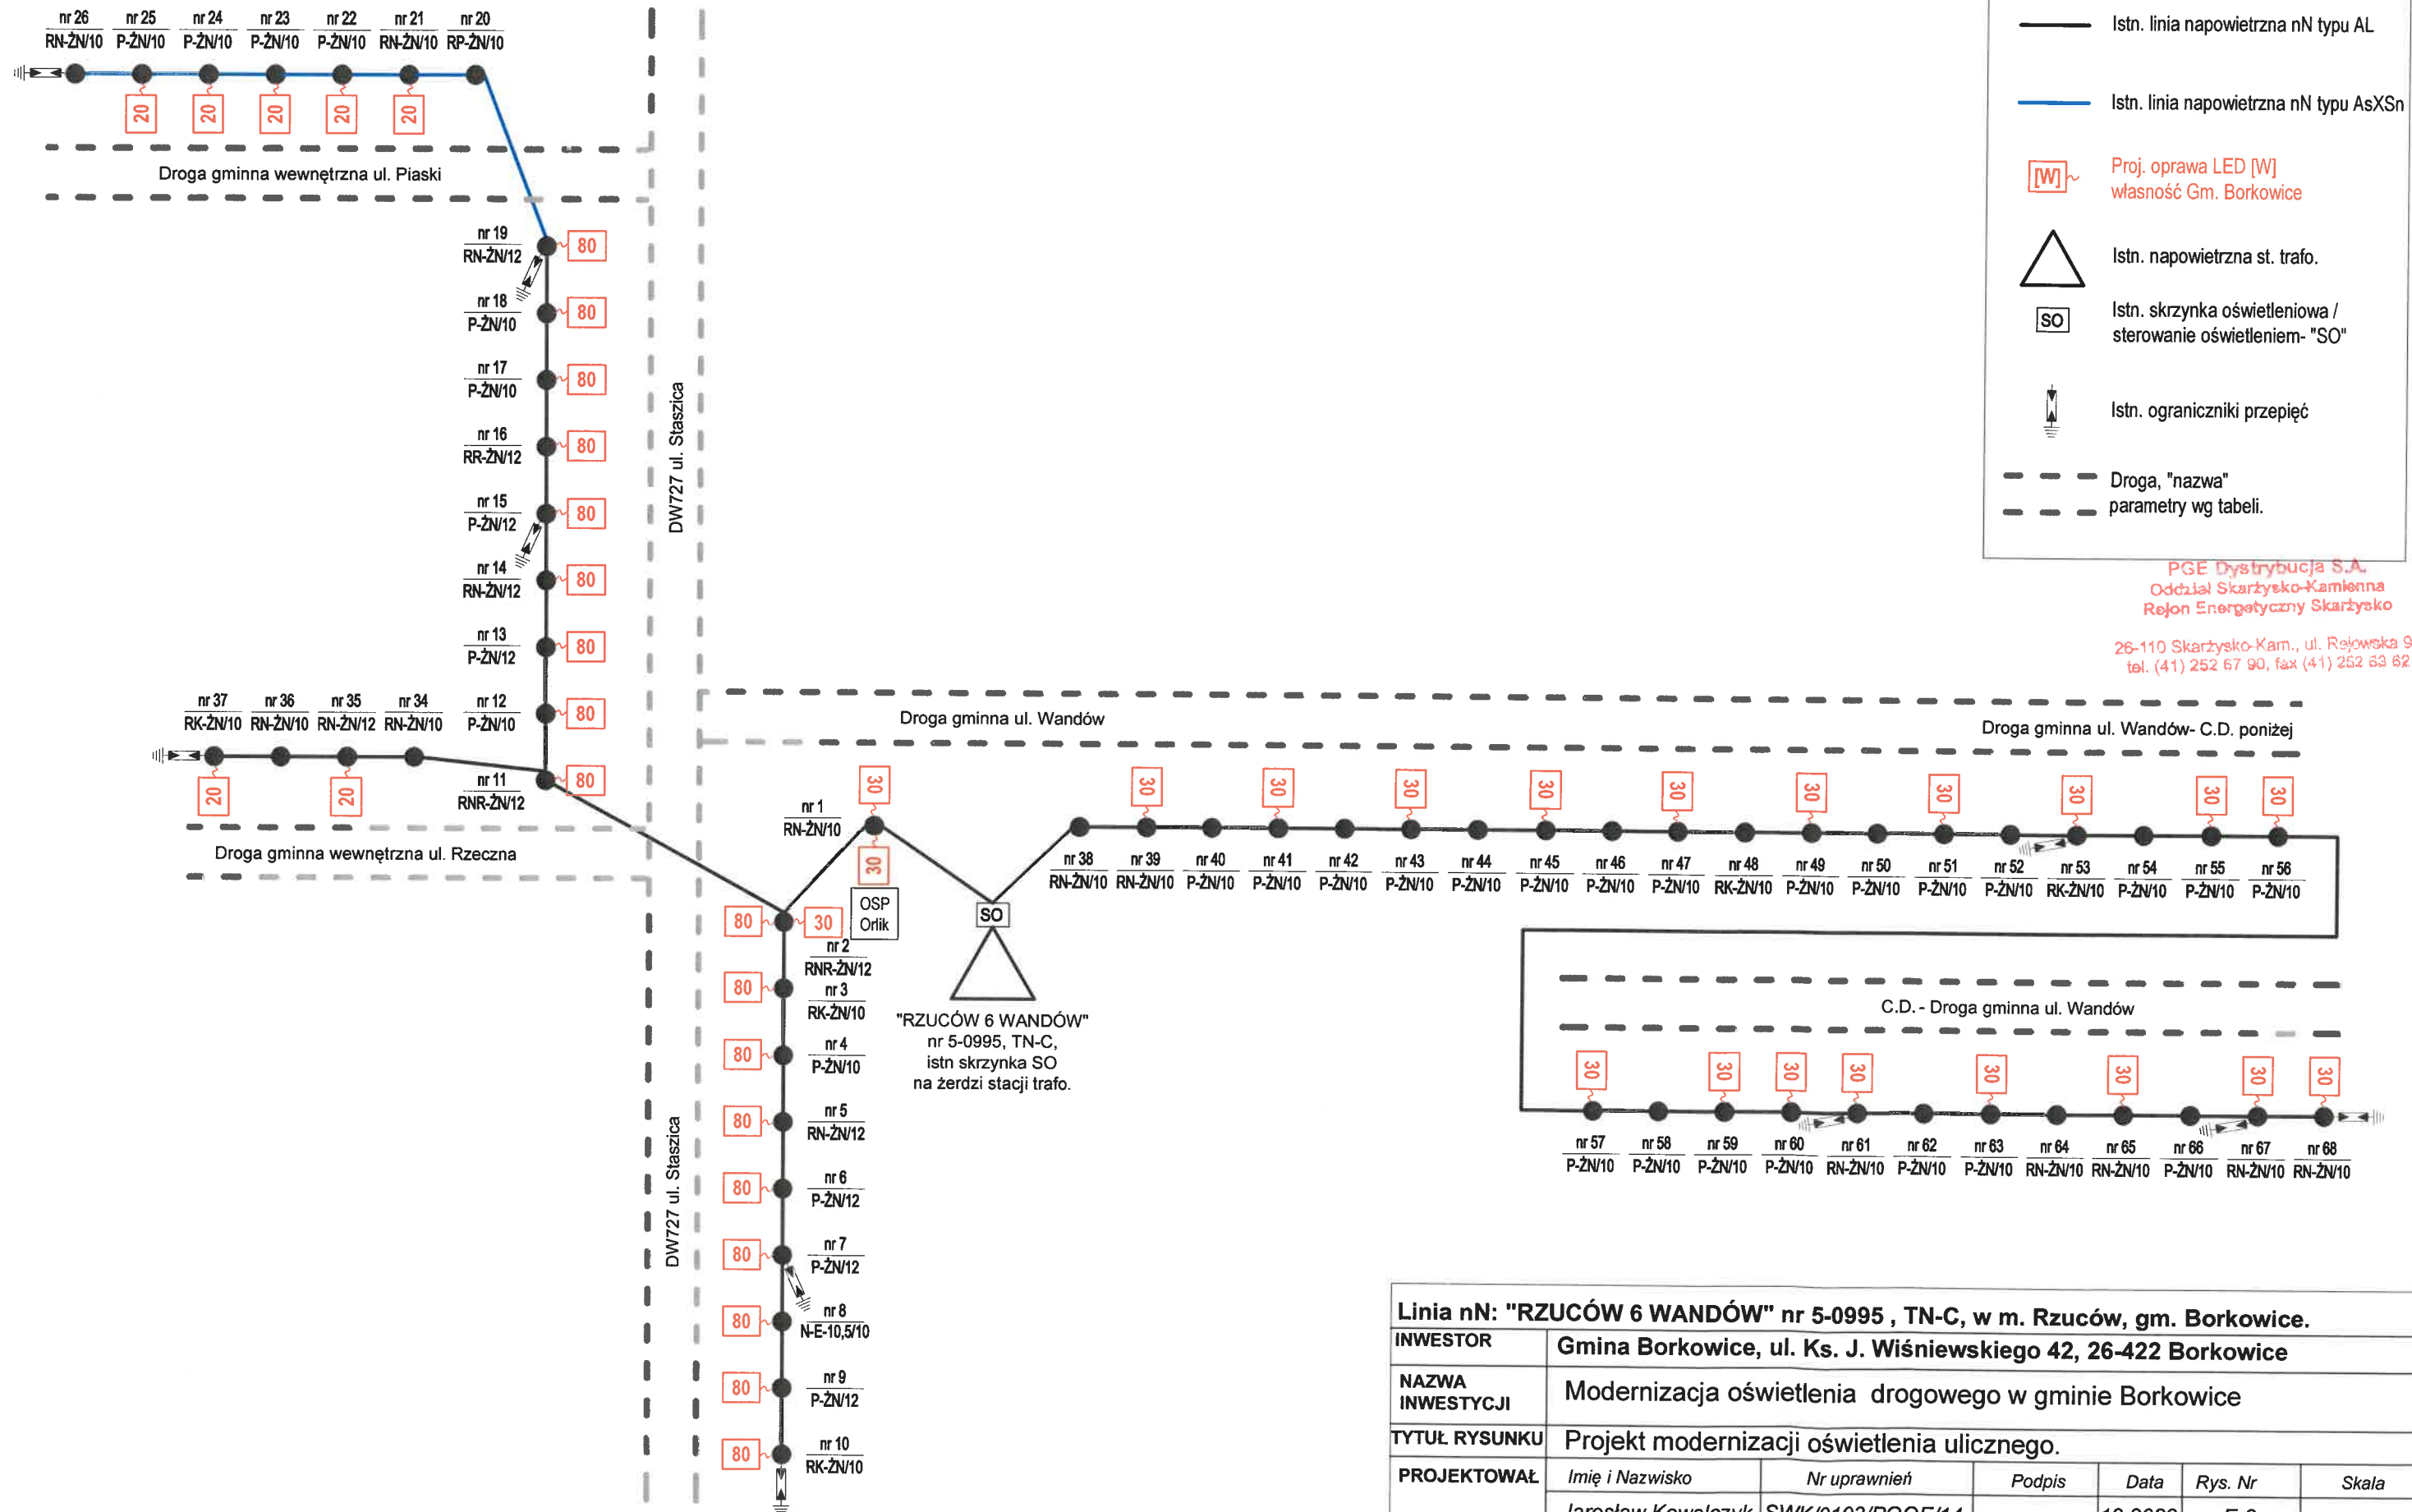 nr 26 nr 25 nr 24 nr 23 nr 22 nr 21 nr 20
RN-ŻN/10 P-ŻN/10 P-ŻN/10 P-ŻN/10 P-ŻN/10 RN-ŻN/10 RP-ŻN/10
20 20 20 20 20
Droga gminna wewnętrzna ul. Piaski
nr 19
RN-ŻN/12
80
nr 18
P-ŻN/10
80
nr 17
P-ŻN/10
80
nr 16
RR-ŻN/12
80
nr 15
P-ŻN/12
80
nr 14
RN-ŻN/12
80
nr 13
P-ŻN/12
80
nr 12
P-ŻN/10
80
nr 11
RNR-ŻN/12
80
DW727 ul. Staszica
nr 37 nr 36 nr 35 nr 34
RK-ŻN/10 RN-ŻN/10 RN-ŻN/12 RN-ŻN/10
20 20
Droga gminna wewnętrzna ul. Rzeczna
Istn. linia napowietrzna nN typu AL
Istn. linia napowietrzna nN typu AsXSn
[W]
Proj. oprawa LED [W]
własność Gm. Borkowice
Istn. napowietrzna st. trafo.
SO
Istn. skrzynka oświetleniowa /
sterowanie oświetleniem- "SO"
Istn. ograniczniki przepięć
Droga, "nazwa"
parametry wg tabeli.
PGE Dystrybucja S.A.
Oddział Skarżysko-Kamienna
Rejon Energetyczny Skarżysko
26-110 Skarżysko-Kam., ul. Rejowska 9
tel. (41) 252 67 90, fax (41) 252 63 62
Droga gminna ul. Wandów
Droga gminna ul. Wandów- C.D. poniżej
nr 1
RN-ŻN/10
30
30
OSP
Orlik
SO
"RZUCÓW 6 WANDÓW"
nr 5-0995, TN-C,
istn skrzynka SO
na żerdzi stacji trafo.
30 30 30 30 30 30 30 30 30 30
nr 38 nr 39 nr 40 nr 41 nr 42 nr 43 nr 44 nr 45 nr 46 nr 47 nr 48 nr 49 nr 50 nr 51 nr 52 nr 53 nr 54 nr 55 nr 56
RN-ŻN/10 RN-ŻN/10 P-ŻN/10 P-ŻN/10 P-ŻN/10 P-ŻN/10 P-ŻN/10 P-ŻN/10 P-ŻN/10 P-ŻN/10 RK-ŻN/10 P-ŻN/10 P-ŻN/10 P-ŻN/10 P-ŻN/10 RK-ŻN/10 P-ŻN/10 P-ŻN/10 P-ŻN/10
C.D. - Droga gminna ul. Wandów
30 30 30 30 30 30 30 30
nr 57 nr 58 nr 59 nr 60 nr 61 nr 62 nr 63 nr 64 nr 65 nr 66 nr 67 nr 68
P-ŻN/10 P-ŻN/10 P-ŻN/10 P-ŻN/10 RN-ŻN/10 P-ŻN/10 P-ŻN/10 RN-ŻN/10 RN-ŻN/10 P-ŻN/10 RN-ŻN/10 RN-ŻN/10
80 30
nr 2
RNR-ŻN/12
80
nr 3
RK-ŻN/10
80
nr 4
P-ŻN/10
80
nr 5
RN-ŻN/12
80
nr 6
P-ŻN/12
80
nr 7
P-ŻN/12
80
nr 8
N-E-10,5/10
80
nr 9
P-ŻN/12
80
nr 10
RK-ŻN/10
DW727 ul. Staszica
Linia nN: "RZUCÓW 6 WANDÓW" nr 5-0995 , TN-C, w m. Rzuców, gm. Borkowice.
INWESTOR Gmina Borkowice, ul. Ks. J. Wiśniewskiego 42, 26-422 Borkowice
NAZWA
INWESTYCJI
Modernizacja oświetlenia drogowego w gminie Borkowice
TYTUŁ RYSUNKU Projekt modernizacji oświetlenia ulicznego.
PROJEKTOWAŁ Imię i Nazwisko Nr uprawnień Podpis Data Rys. Nr Skala
Jarosław Kowalczyk